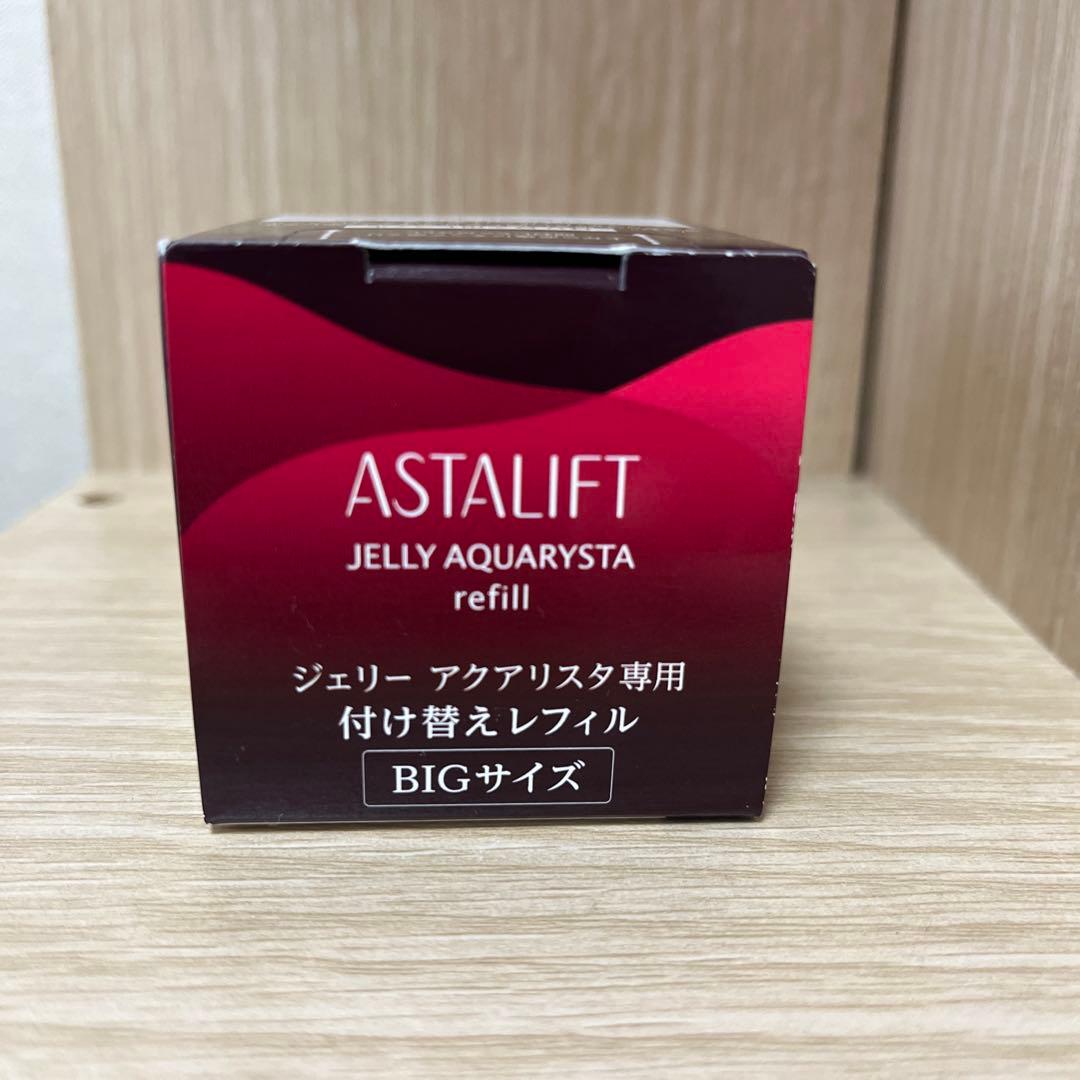 ASTALIFT
JELLY AQUARYSTA
refill
ジェリー アクアリスタ専用
付け替えレフィル
BIGサイズ